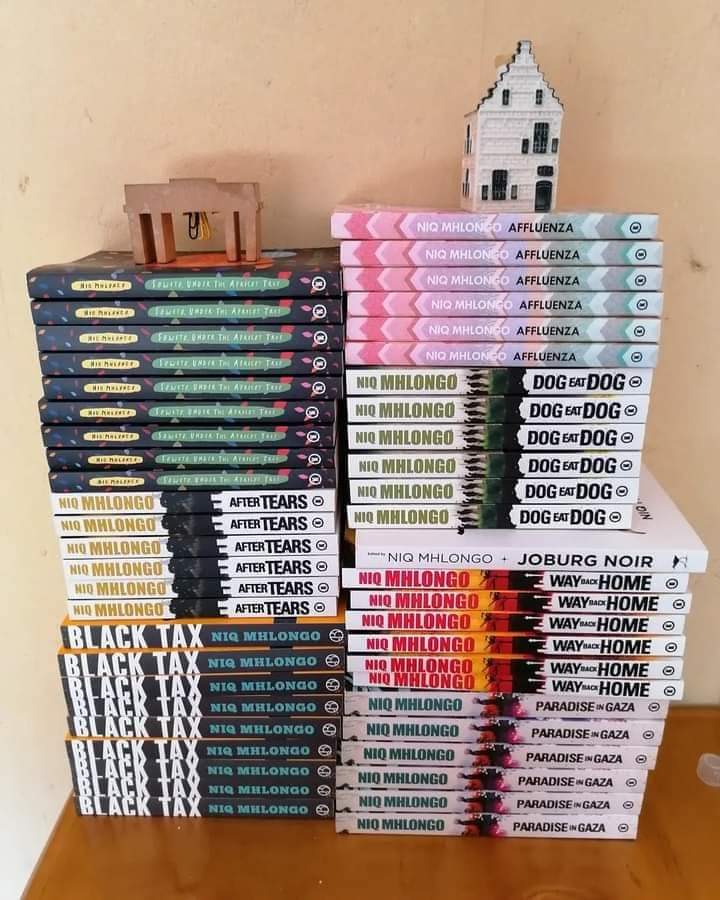 NIQ MHLONGO SOWETO UNDER THE APRICOT TREE
NIQ MHLONGO SOWETO UNDER THE APRICOT TREE
NIQ MHLONGO SOWETO UNDER THE APRICOT TREE
NIQ MHLONGO SOWETO UNDER THE APRICOT TREE
NIQ MHLONGO SOWETO UNDER THE APRICOT TREE
NIQ MHLONGO SOWETO UNDER THE APRICOT TREE
NIQ MHLONGO SOWETO UNDER THE APRICOT TREE
NIQ MHLONGO SOWETO UNDER THE APRICOT TREE
NIQ MHLONGO SOWETO UNDER THE APRICOT TREE
NIQ MHLONGO AFTER TEARS
NIQ MHLONGO AFTER TEARS
NIQ MHLONGO AFTER TEARS
NIQ MHLONGO AFTER TEARS
NIQ MHLONGO AFTER TEARS
NIQ MHLONGO AFTER TEARS
BLACK TAX NIQ MHLONGO
BLACK TAX NIQ MHLONGO
BLACK TAX NIQ MHLONGO
BLACK TAX NIQ MHLONGO
BLACK TAX NIQ MHLONGO
BLACK TAX NIQ MHLONGO
BLACK TAX NIQ MHLONGO
BLACK TAX NIQ MHLONGO
BLACK TAX NIQ MHLONGO
NIQ MHLONGO AFFLUENZA
NIQ MHLONGO AFFLUENZA
NIQ MHLONGO AFFLUENZA
NIQ MHLONGO AFFLUENZA
NIQ MHLONGO AFFLUENZA
NIQ MHLONGO AFFLUENZA
NIQ MHLONGO DOG EAT DOG
NIQ MHLONGO DOG EAT DOG
NIQ MHLONGO DOG EAT DOG
NIQ MHLONGO DOG EAT DOG
NIQ MHLONGO DOG EAT DOG
NIQ MHLONGO DOG EAT DOG
Edited by NIQ MHLONGO + JOBURG NOIR
NIQ MHLONGO WAY BACK HOME
NIQ MHLONGO WAY BACK HOME
NIQ MHLONGO WAY BACK HOME
NIQ MHLONGO WAY BACK HOME
NIQ MHLONGO WAY BACK HOME
NIQ MHLONGO WAY BACK HOME
NIQ MHLONGO PARADISE IN GAZA
NIQ MHLONGO PARADISE IN GAZA
NIQ MHLONGO PARADISE IN GAZA
NIQ MHLONGO PARADISE IN GAZA
NIQ MHLONGO PARADISE IN GAZA
NIQ MHLONGO PARADISE IN GAZA